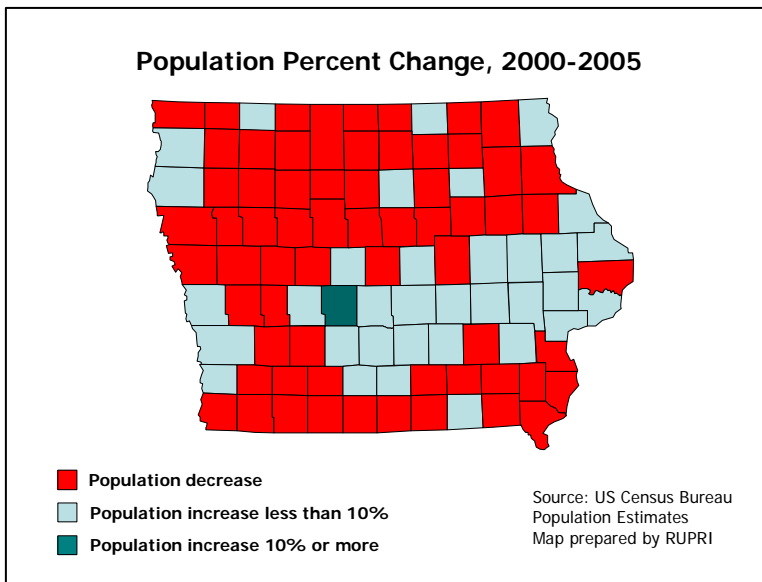 Population Percent Change, 2000-2005
Population decrease
Population increase less than 10%
Population increase 10% or more
Source: US Census Bureau
Population Estimates
Map prepared by RUPRI